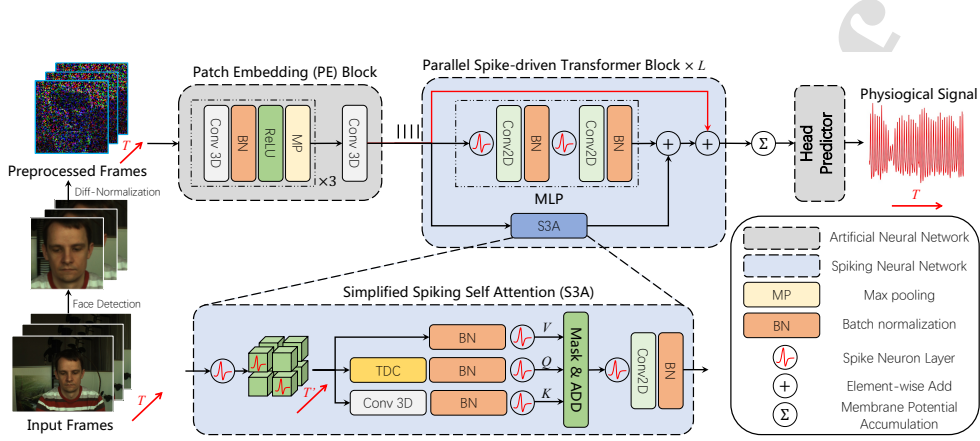 Patch Embedding (PE) Block
Conv 3D
BN
ReLU
MP
×3
Conv 3D
Parallel Spike-driven Transformer Block × L
Conv2D
BN
Conv2D
BN
MLP
S3A
Σ
Head
Predictor
Physiogical Signal
T
T
Preprocessed Frames
Diff-Normalization
Face Detection
Input Frames
T
Simplified Spiking Self Attention (S3A)
T'
BN
V
TDC
BN
Q
Conv 3D
BN
K
Mask & ADD
Conv2D
BN
Artificial Neural Network
Spiking Neural Network
MP
Max pooling
BN
Batch normalization
Spike Neuron Layer
+
Element-wise Add
Σ
Membrane Potential
Accumulation